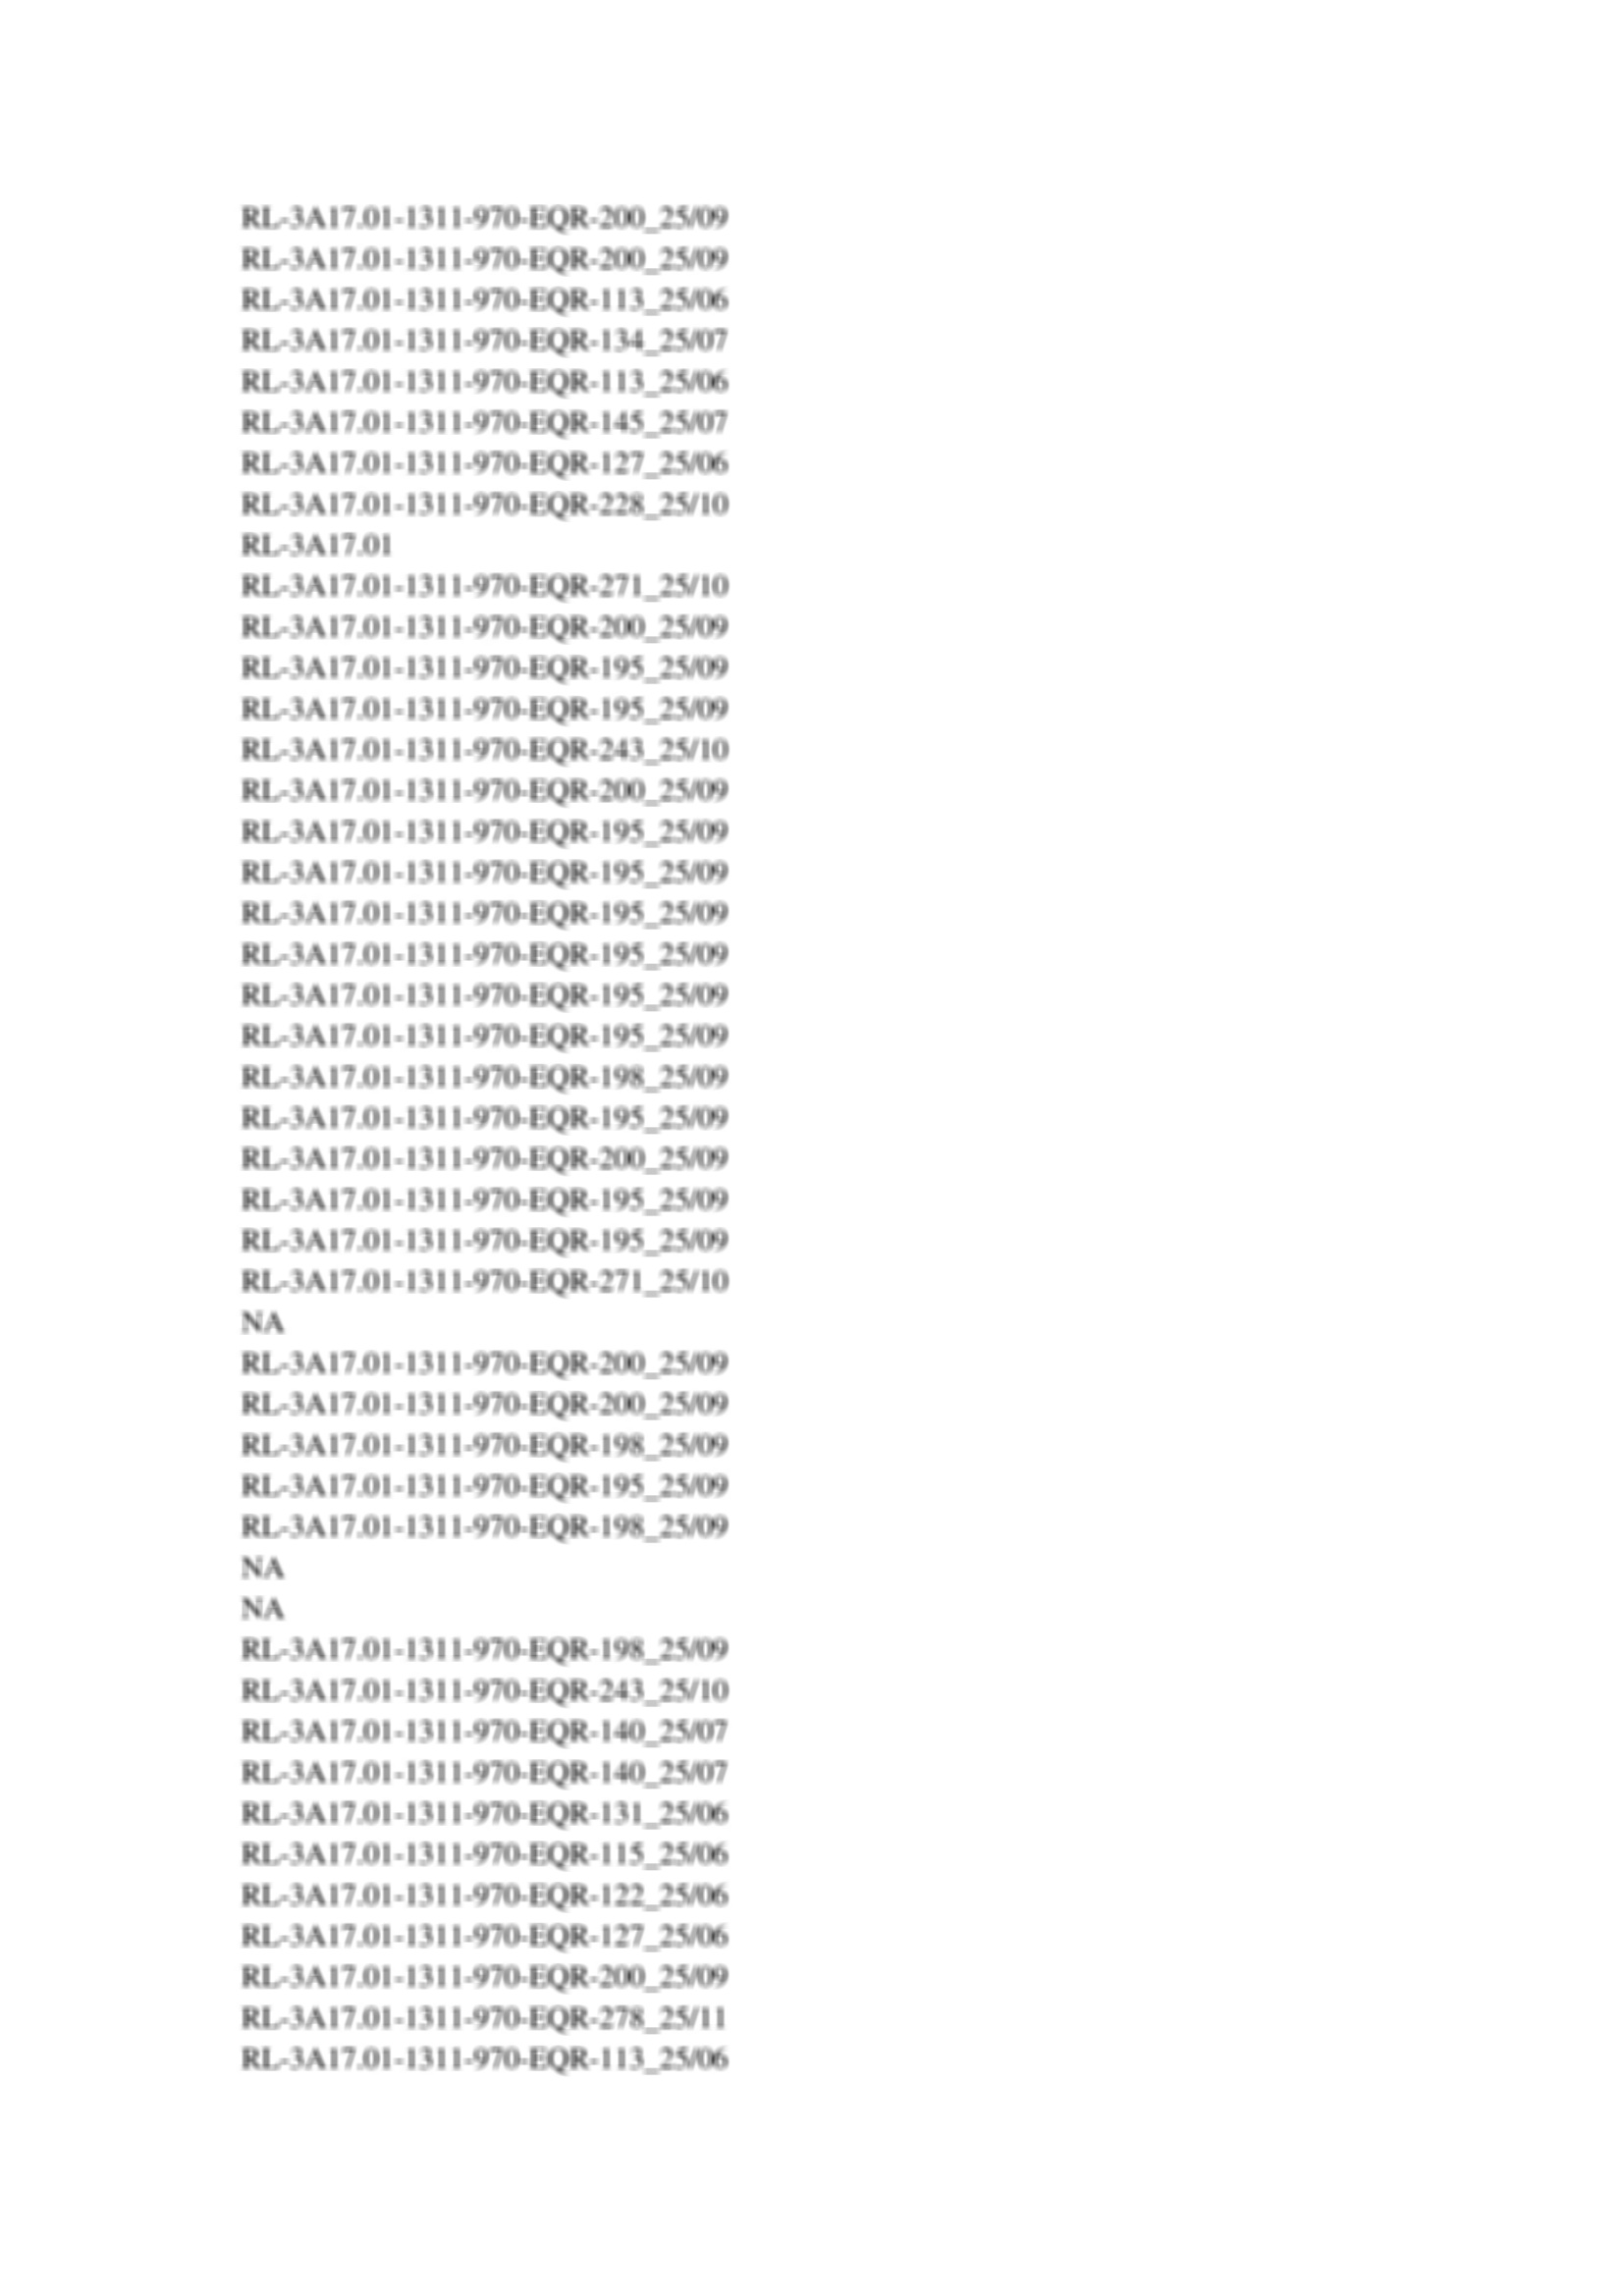 RL-3A17.01-1311-970-EQR-200_25/09
RL-3A17.01-1311-970-EQR-200_25/09
RL-3A17.01-1311-970-EQR-113_25/06
RL-3A17.01-1311-970-EQR-134_25/07
RL-3A17.01-1311-970-EQR-113_25/06
RL-3A17.01-1311-970-EQR-145_25/07
RL-3A17.01-1311-970-EQR-127_25/06
RL-3A17.01-1311-970-EQR-228_25/10
RL-3A17.01
RL-3A17.01-1311-970-EQR-271_25/10
RL-3A17.01-1311-970-EQR-200_25/09
RL-3A17.01-1311-970-EQR-195_25/09
RL-3A17.01-1311-970-EQR-195_25/09
RL-3A17.01-1311-970-EQR-243_25/10
RL-3A17.01-1311-970-EQR-200_25/09
RL-3A17.01-1311-970-EQR-195_25/09
RL-3A17.01-1311-970-EQR-195_25/09
RL-3A17.01-1311-970-EQR-195_25/09
RL-3A17.01-1311-970-EQR-195_25/09
RL-3A17.01-1311-970-EQR-195_25/09
RL-3A17.01-1311-970-EQR-195_25/09
RL-3A17.01-1311-970-EQR-198_25/09
RL-3A17.01-1311-970-EQR-195_25/09
RL-3A17.01-1311-970-EQR-200_25/09
RL-3A17.01-1311-970-EQR-195_25/09
RL-3A17.01-1311-970-EQR-195_25/09
RL-3A17.01-1311-970-EQR-271_25/10
NA
RL-3A17.01-1311-970-EQR-200_25/09
RL-3A17.01-1311-970-EQR-200_25/09
RL-3A17.01-1311-970-EQR-198_25/09
RL-3A17.01-1311-970-EQR-195_25/09
RL-3A17.01-1311-970-EQR-198_25/09
NA
NA
RL-3A17.01-1311-970-EQR-198_25/09
RL-3A17.01-1311-970-EQR-243_25/10
RL-3A17.01-1311-970-EQR-140_25/07
RL-3A17.01-1311-970-EQR-140_25/07
RL-3A17.01-1311-970-EQR-131_25/06
RL-3A17.01-1311-970-EQR-115_25/06
RL-3A17.01-1311-970-EQR-122_25/06
RL-3A17.01-1311-970-EQR-127_25/06
RL-3A17.01-1311-970-EQR-200_25/09
RL-3A17.01-1311-970-EQR-278_25/11
RL-3A17.01-1311-970-EQR-113_25/06